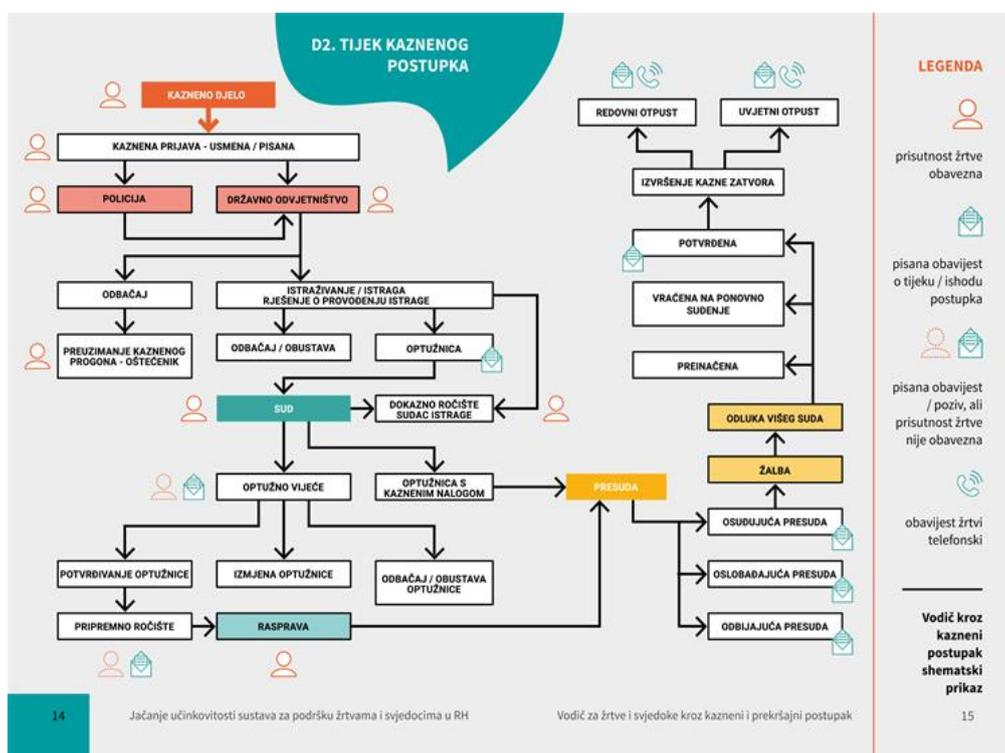 D2. TIJEK KAZNENOG
POSTUPKA
KAZNENO DJELO
KAZNENA PRIJAVA - USMENA / PISANA
POLICIJA
DRŽAVNO ODVJETNIŠTVO
ODBAČAJ
ISTRAŽIVANJE / ISTRAGA
RJEŠENJE O PROVOĐENJU ISTRAGE
PREUZIMANJE KAZNENOG
PROGONA - OŠTEĆENIK
ODBAČAJ / OBUSTAVA
OPTUŽNICA
SUD
DOKAZNO ROČIŠTE
SUDAC ISTRAGE
OPTUŽNO VIJEĆE
OPTUŽNICA S
KAZNENIM NALOGOM
POTVRĐIVANJE OPTUŽNICE
IZMJENA OPTUŽNICE
ODBAČAJ / OBUSTAVA
OPTUŽNICE
PRIPREMNO ROČIŠTE
RASPRAVA
PRESUDA
REDOVNI OTPUST
UVJETNI OTPUST
IZVRŠENJE KAZNE ZATVORA
POTVRĐENA
VRAĆENA NA PONOVNO
SUĐENJE
PREINAČENA
ODLUKA VIŠEG SUDA
ŽALBA
OSUĐUJUĆA PRESUDA
OSLOBAĐAJUĆA PRESUDA
ODBIJAJUĆA PRESUDA
LEGENDA
prisutnost žrtve
obavezna
pisana obavijest
o tijeku / ishodu
postupka
pisana obavijest
/ poziv, ali
prisutnost žrtve
nije obavezna
obavijest žrtvi
telefonski
Vodič kroz
kazneni
postupak
shematski
prikaz
14
Jačanje učinkovitosti sustava za podršku žrtvama i svjedocima u RH
Vodič za žrtve i svjedoke kroz kazneni i prekršajni postupak
15